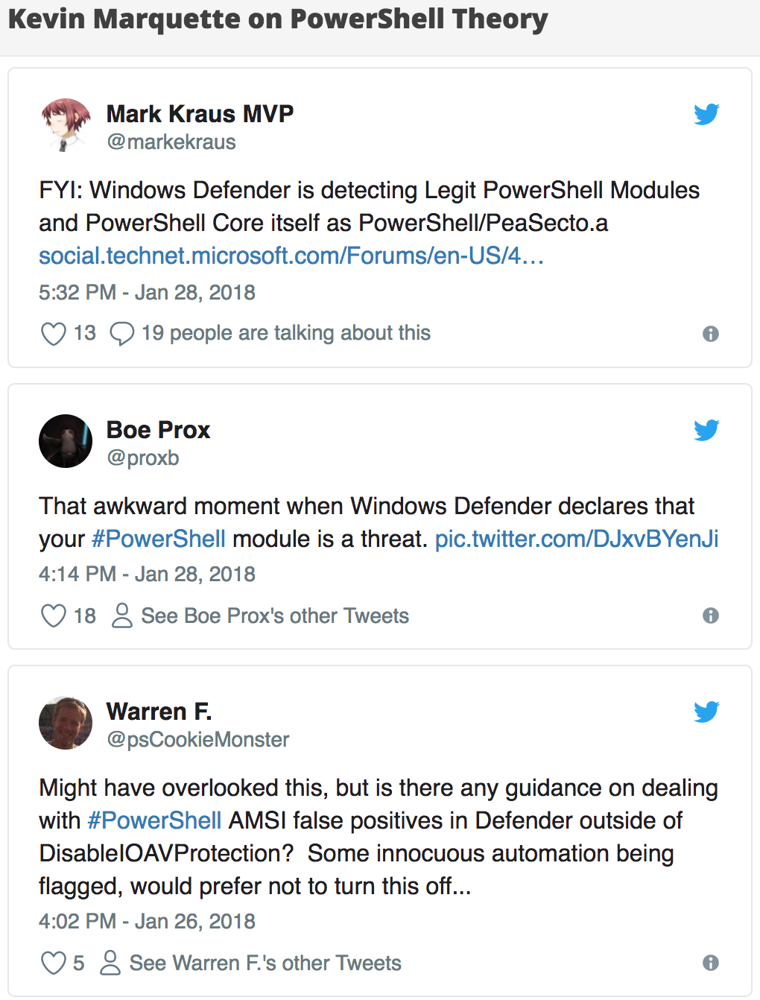 Kevin Marquette on PowerShell Theory
Mark Kraus MVP
@markekraus
FYI: Windows Defender is detecting Legit PowerShell Modules
and PowerShell Core itself as PowerShell/PeaSecto.a
social.technet.microsoft.com/Forums/en-US/4…
5:32 PM - Jan 28, 2018
13 19 people are talking about this
Boe Prox
@proxb
That awkward moment when Windows Defender declares that
your #PowerShell module is a threat. pic.twitter.com/DJxvBYenJi
4:14 PM - Jan 28, 2018
18 See Boe Prox's other Tweets
Warren F.
@psCookieMonster
Might have overlooked this, but is there any guidance on dealing
with #PowerShell AMSI false positives in Defender outside of
DisableIOAVProtection?  Some innocuous automation being
flagged, would prefer not to turn this off...
4:02 PM - Jan 26, 2018
5 See Warren F.'s other Tweets